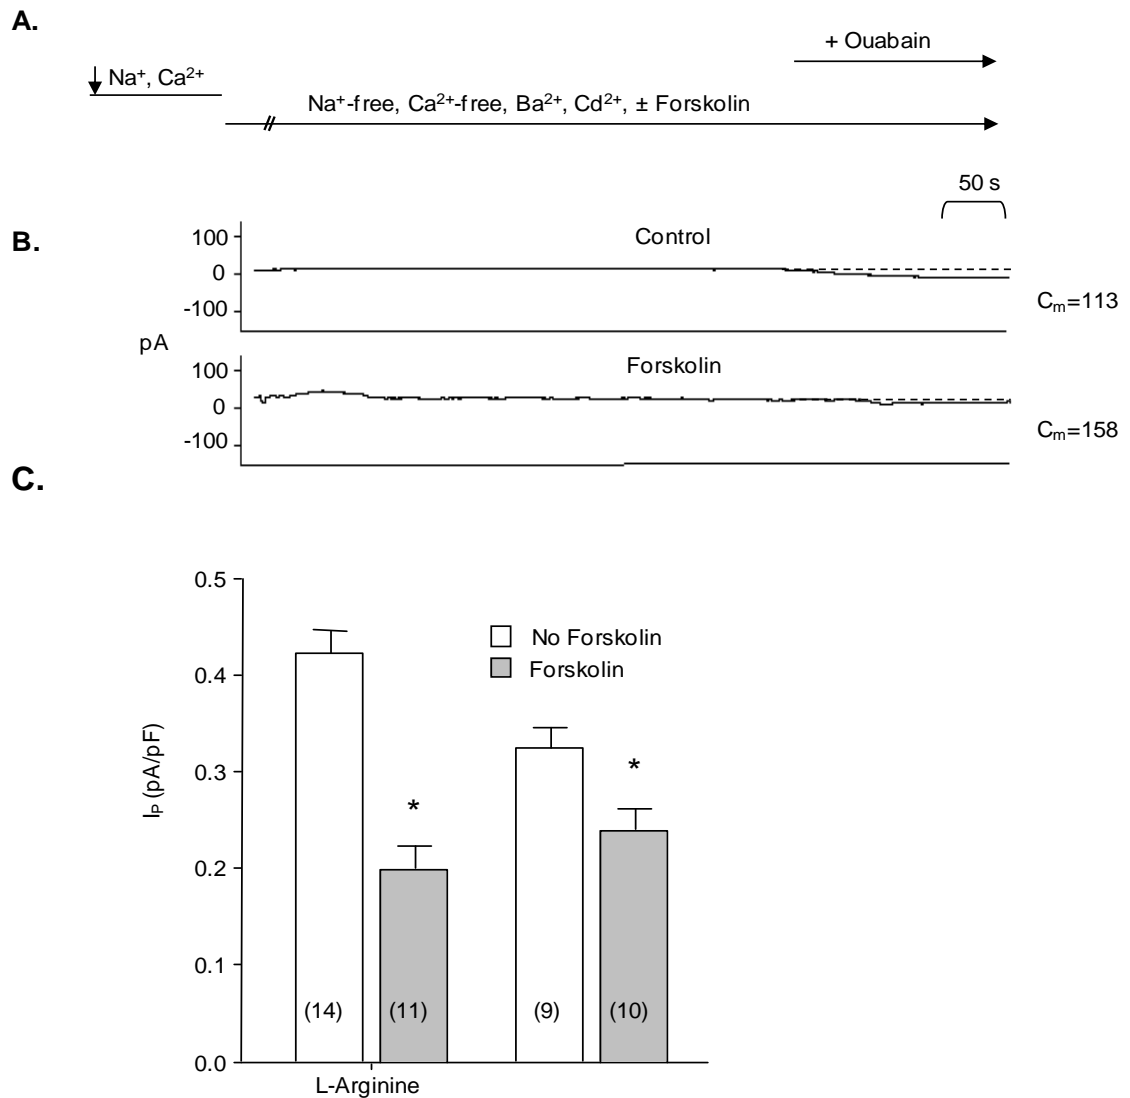 A.
+ Ouabain
Na⁺, Ca²⁺
Na⁺-free, Ca²⁺-free, Ba²⁺, Cd²⁺, ± Forskolin
50 s
B.
Control
100
0
-100
Cₘ=113
pA
Forskolin
100
0
-100
Cₘ=158
C.
0.5
No Forskolin
Forskolin
0.4
0.3
*
*
I_P (pA/pF)
0.2
0.1
(14) (11) (9) (10)
0.0
L-Arginine